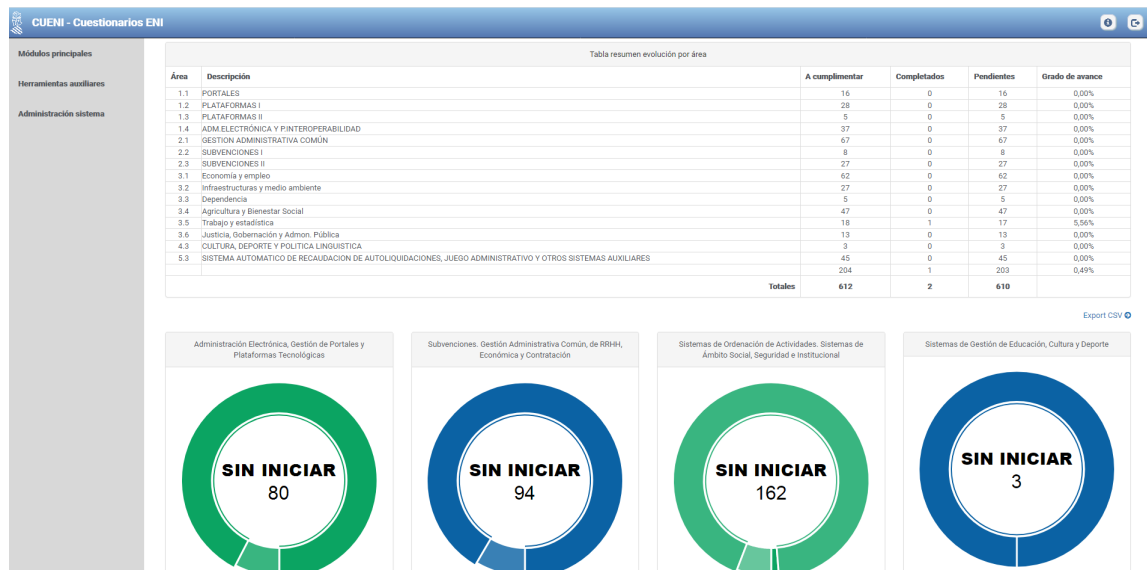 CUENI - Cuestionarios ENI
Módulos principales
Herramientas auxiliares
Administración sistema
Tabla resumen evolución por área
Área Descripción A cumplimentar Completados Pendientes Grado de avance
1.1 PORTALES 16 0 16 0,00%
1.2 PLATAFORMAS I 28 0 28 0,00%
1.3 PLATAFORMAS II 5 0 5 0,00%
1.4 ADM.ELECTRÓNICA Y P.INTEROPERABILIDAD 37 0 37 0,00%
2.1 GESTION ADMINISTRATIVA COMÚN 67 0 67 0,00%
2.2 SUBVENCIONES I 8 0 8 0,00%
2.3 SUBVENCIONES II 27 0 27 0,00%
3.1 Economía y empleo 62 0 62 0,00%
3.2 Infraestructuras y medio ambiente 27 0 27 0,00%
3.3 Dependencia 5 0 5 0,00%
3.4 Agricultura y Bienestar Social 47 0 47 0,00%
3.5 Trabajo y estadística 18 1 17 5,56%
3.6 Justicia, Gobernación y Admon. Pública 13 0 13 0,00%
4.3 CULTURA, DEPORTE Y POLITICA LINGUISTICA 3 0 3 0,00%
5.3 SISTEMA AUTOMATICO DE RECAUDACION DE AUTOLIQUIDACIONES, JUEGO ADMINISTRATIVO Y OTROS SISTEMAS AUXILIARES 45 0 45 0,00%
204 1 203 0,49%
Totales 612 2 610
Export CSV
Administración Electrónica, Gestión de Portales y
Plataformas Tecnológicas
SIN INICIAR
80
Subvenciones. Gestión Administrativa Común, de RRHH,
Económica y Contratación
SIN INICIAR
94
Sistemas de Ordenación de Actividades. Sistemas de
Ámbito Social, Seguridad e Institucional
SIN INICIAR
162
Sistemas de Gestión de Educación, Cultura y Deporte
SIN INICIAR
3